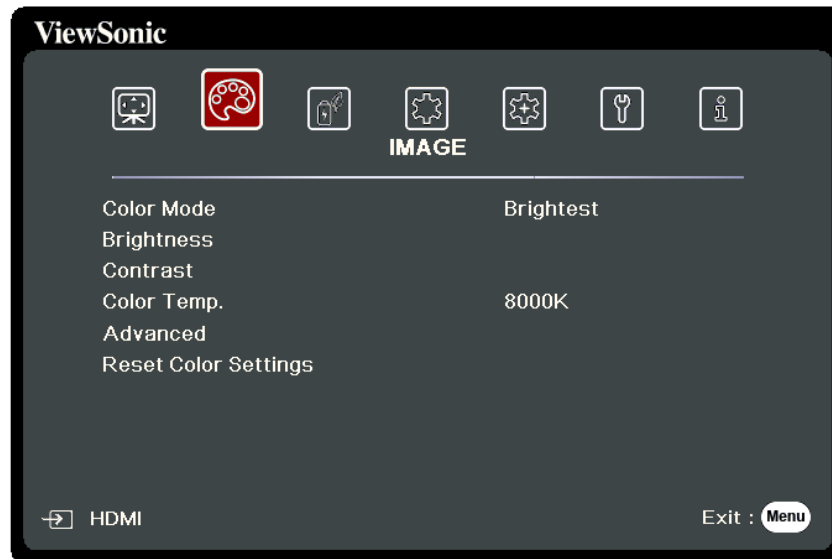 ViewSonic
IMAGE
Color Mode Brightest
Brightness
Contrast
Color Temp. 8000K
Advanced
Reset Color Settings
HDMI Exit : Menu